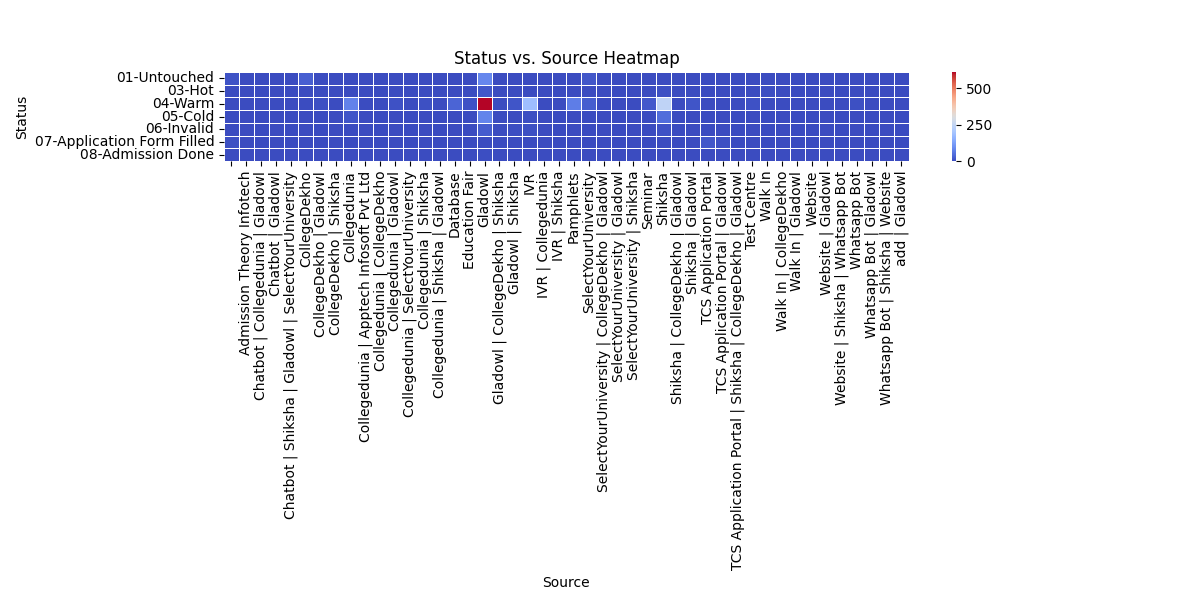 Status vs. Source Heatmap
Status
01-Untouched
03-Hot
04-Warm
05-Cold
06-Invalid
07-Application Form Filled
08-Admission Done
500
250
0
Admission Theory Infotech
Chatbot | Collegedunia | Gladowl
Chatbot | Gladowl
Chatbot | Shiksha | Gladowl | SelectYourUniversity
CollegeDekho
CollegeDekho | Gladowl
CollegeDekho | Shiksha
Collegedunia
Collegedunia | Apptech Infosoft Pvt Ltd
Collegedunia | CollegeDekho
Collegedunia | Gladowl
Collegedunia | SelectYourUniversity
Collegedunia | Shiksha
Collegedunia | Shiksha | Gladowl
Database
Education Fair
Gladowl
Gladowl | CollegeDekho | Shiksha
Gladowl | Shiksha
IVR
IVR | Collegedunia
IVR | Shiksha
Pamphlets
SelectYourUniversity
SelectYourUniversity | CollegeDekho | Gladowl
SelectYourUniversity | Gladowl
SelectYourUniversity | Shiksha
Seminar
Shiksha
Shiksha | CollegeDekho | Gladowl
Shiksha | Gladowl
TCS Application Portal
TCS Application Portal | Gladowl
TCS Application Portal | Shiksha | CollegeDekho | Gladowl
Test Centre
Walk In
Walk In | CollegeDekho
Walk In | Gladowl
Website
Website | Gladowl
Website | Shiksha | Whatsapp Bot
Whatsapp Bot
Whatsapp Bot | Gladowl
Whatsapp Bot | Shiksha | Website
add | Gladowl
Source